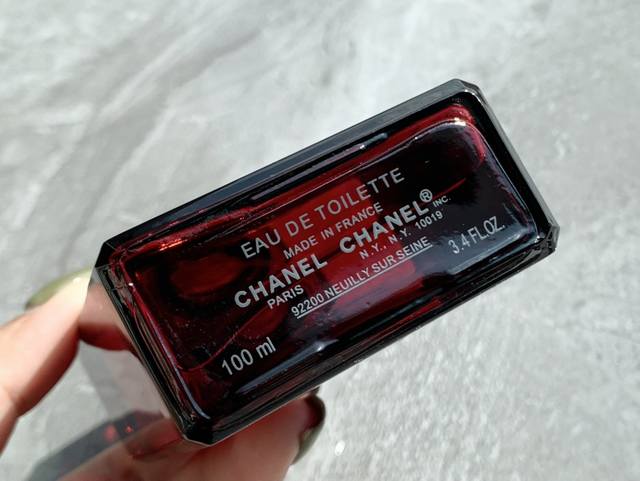 EAU DE TOILETTE
MADE IN FRANCE
CHANEL CHANEL® INC.
PARIS N.Y., N.Y. 10019
92200 NEUILLY SUR SEINE
100 ml 3.4 FL.OZ.